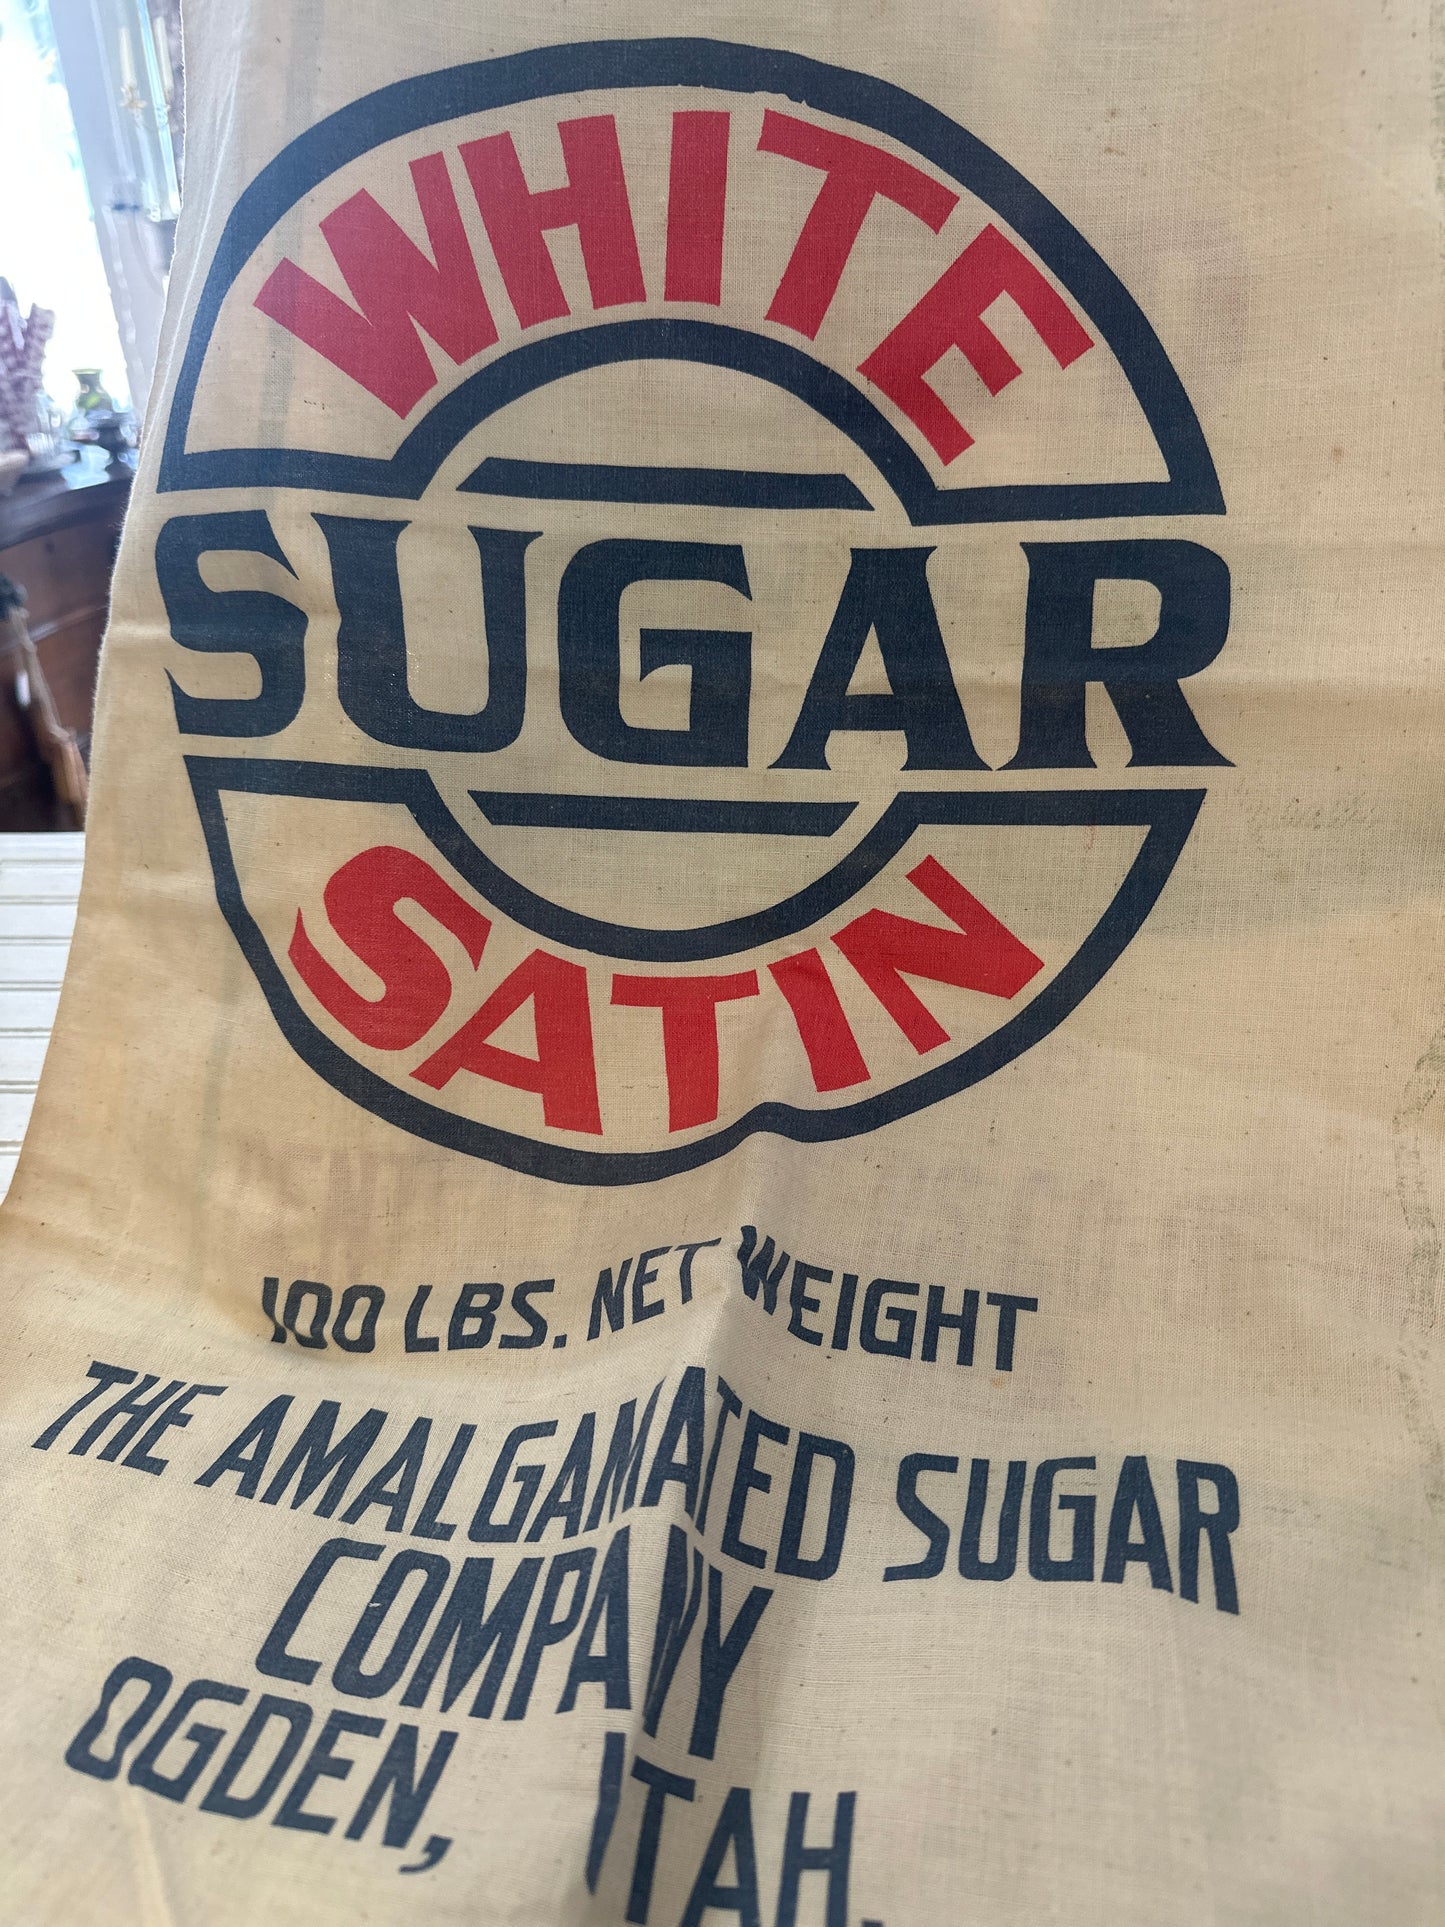 WHITE
SUGAR
SATIN
100 LBS. NET WEIGHT
THE AMALGAMATED SUGAR
COMPANY
OGDEN, UTAH.